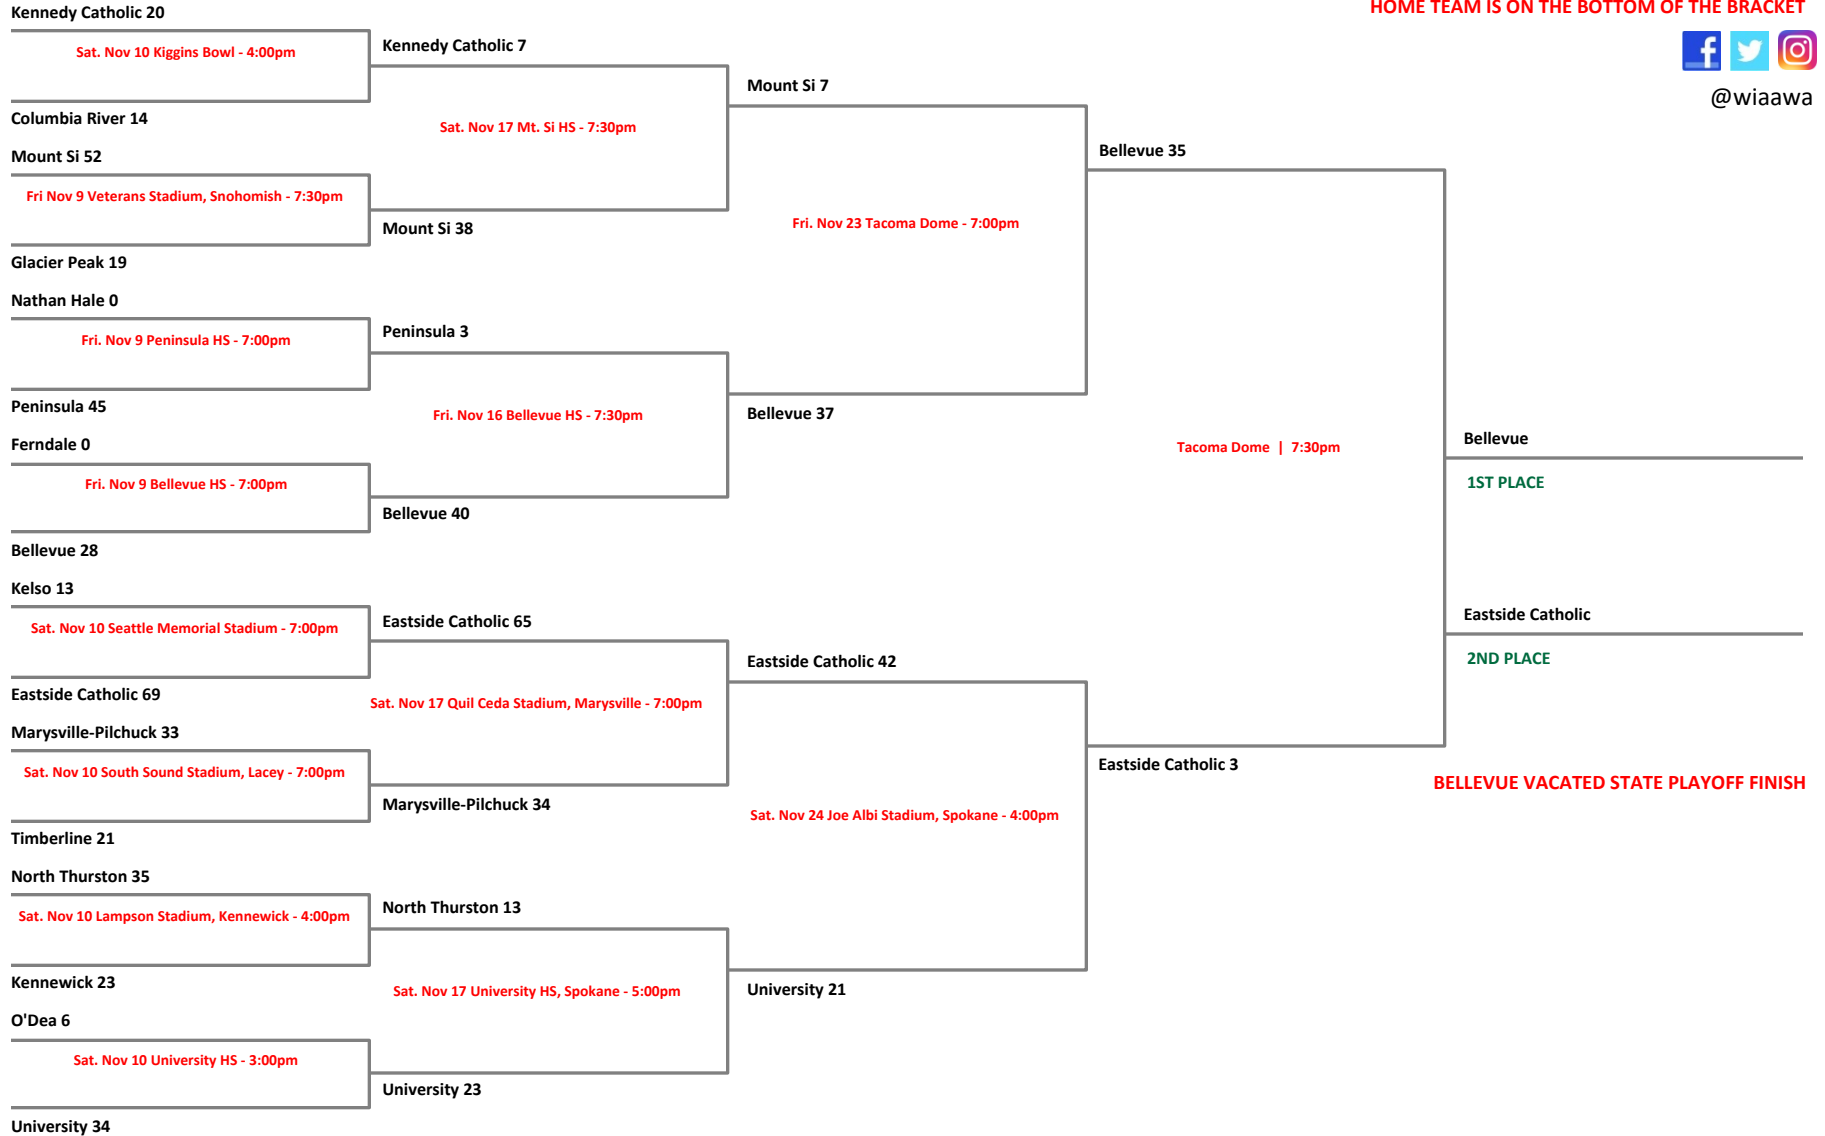 Kennedy Catholic 20
HOME TEAM IS ON THE BOTTOM OF THE BRACKET
Sat. Nov 10 Kiggins Bowl - 4:00pm
Kennedy Catholic 7
Mount Si 7
@wiaawa
Columbia River 14
Sat. Nov 17 Mt. Si HS - 7:30pm
Mount Si 52
Bellevue 35
Fri Nov 9 Veterans Stadium, Snohomish - 7:30pm
Mount Si 38
Fri. Nov 23 Tacoma Dome - 7:00pm
Glacier Peak 19
Nathan Hale 0
Fri. Nov 9 Peninsula HS - 7:00pm
Peninsula 3
Peninsula 45
Fri. Nov 16 Bellevue HS - 7:30pm
Bellevue 37
Ferndale 0
Tacoma Dome | 7:30pm
Bellevue
Fri. Nov 9 Bellevue HS - 7:00pm
1ST PLACE
Bellevue 40
Bellevue 28
Kelso 13
Sat. Nov 10 Seattle Memorial Stadium - 7:00pm
Eastside Catholic 65
Eastside Catholic
Eastside Catholic 42
2ND PLACE
Eastside Catholic 69
Sat. Nov 17 Quil Ceda Stadium, Marysville - 7:00pm
Marysville-Pilchuck 33
Sat. Nov 10 South Sound Stadium, Lacey - 7:00pm
Eastside Catholic 3
BELLEVUE VACATED STATE PLAYOFF FINISH
Marysville-Pilchuck 34
Sat. Nov 24 Joe Albi Stadium, Spokane - 4:00pm
Timberline 21
North Thurston 35
Sat. Nov 10 Lampson Stadium, Kennewick - 4:00pm
North Thurston 13
Kennewick 23
Sat. Nov 17 University HS, Spokane - 5:00pm
University 21
O'Dea 6
Sat. Nov 10 University HS - 3:00pm
University 23
University 34